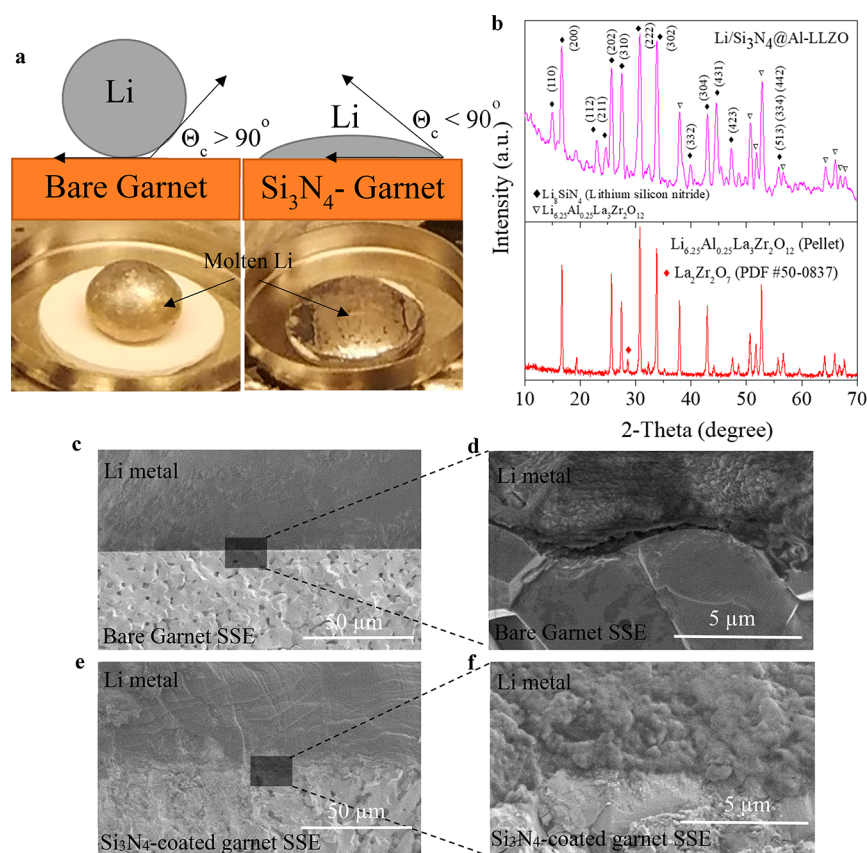 a
Li
Θc > 90°
Bare Garnet
Li
Θc < 90°
Si3N4- Garnet
Molten Li
b
Intensity (a.u.)
(110)
(200)
(112)
(211)
(202)
(310)
(222)
(302)
(332)
(304)
(431)
(423)
(513)
(334)
(442)
Li/Si3N4@Al-LLZO
♦ Li8SiN4 (Lithium silicon nitride)
▽ Li6.25Al0.25La3Zr2O12
Li6.25Al0.25La3Zr2O12 (Pellet)
♦ La2Zr2O7 (PDF #50-0837)
10 20 30 40 50 60 70
2-Theta (degree)
c
Li metal
50 µm
Bare Garnet SSE
d
Li metal
5 µm
Bare Garnet SSE
e
Li metal
50 µm
Si3N4-coated garnet SSE
f
Li metal
5 µm
Si3N4-coated garnet SSE